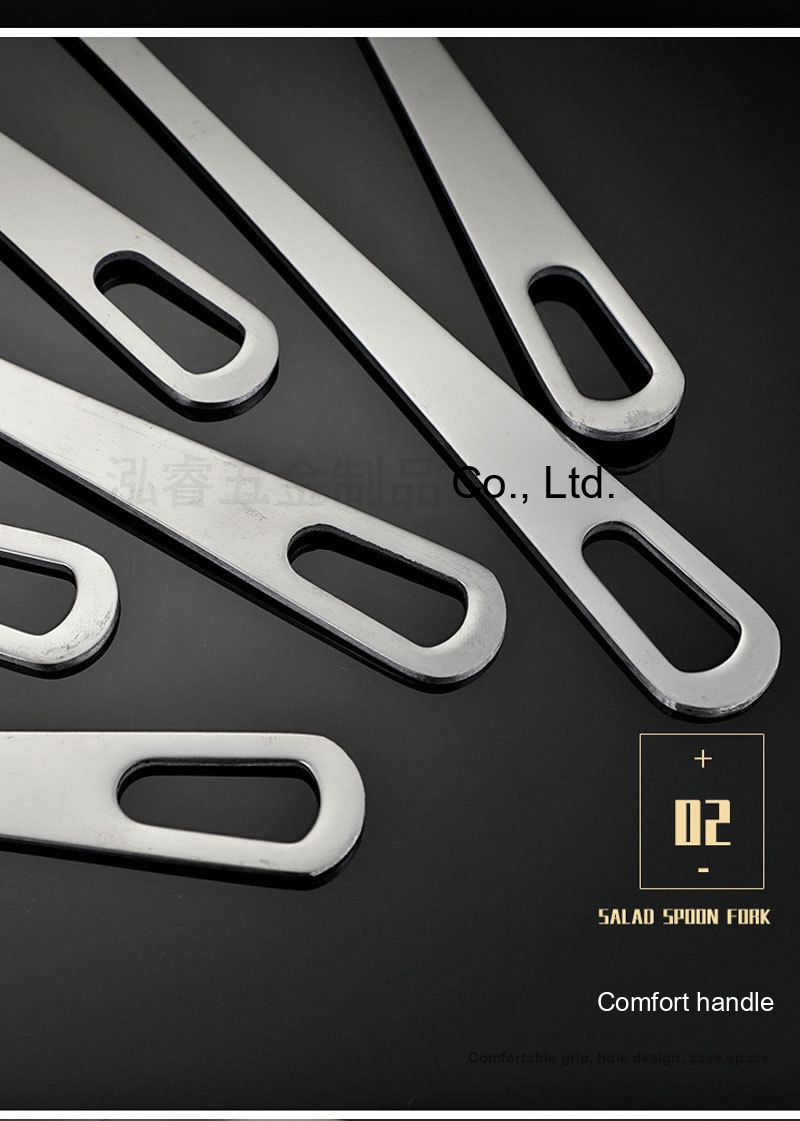 泓睿五金制品 Co., Ltd. 司
+
02
-
SALAD SPOON FORK
Comfort handle
Comfortable grip, hole design, save space